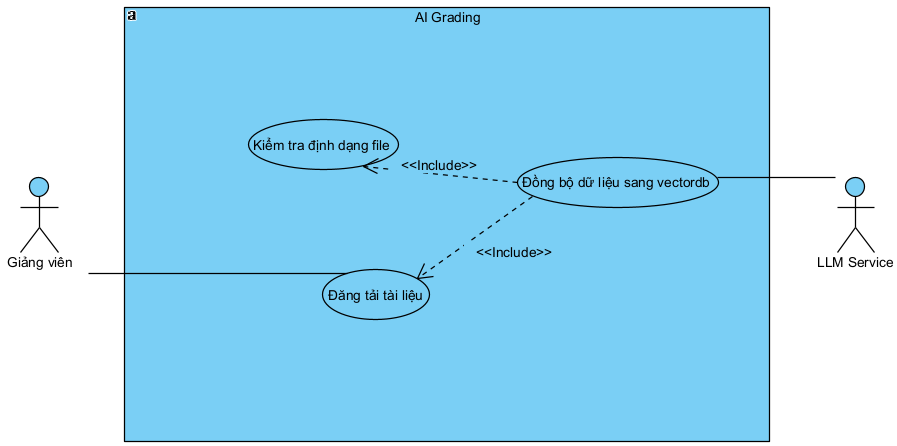 a
AI Grading
Kiểm tra định dạng file
<<Include>>
Đồng bộ dữ liệu sang vectordb
<<Include>>
Giảng viên
LLM Service
Đăng tải tài liệu